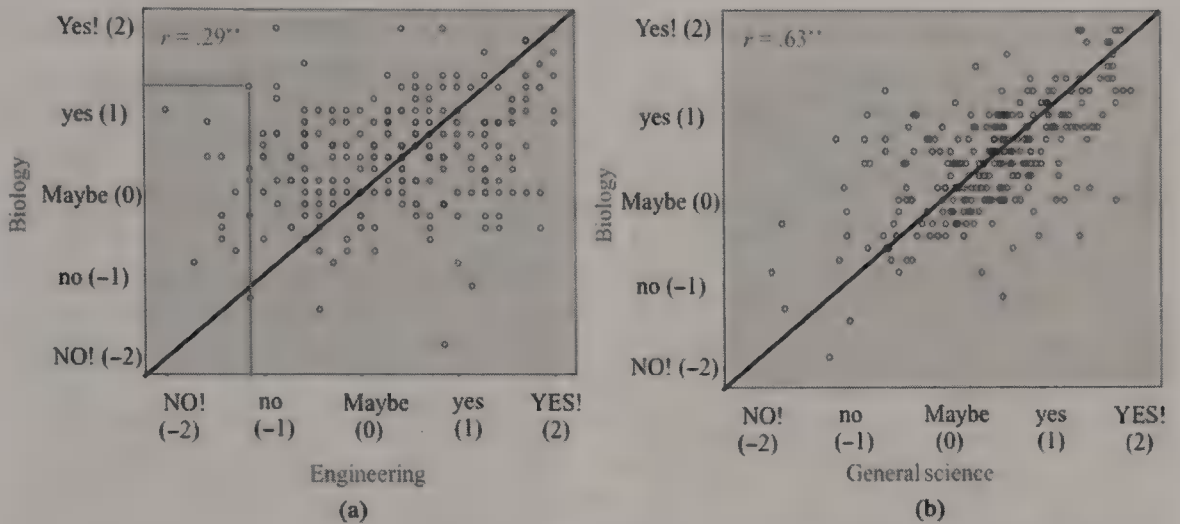 Yes! (2)
r = .29**
yes (1)
Maybe (0)
no (−1)
NO! (−2)
Biology
NO! no Maybe yes YES!
(−2) (−1) (0) (1) (2)
Engineering
(a)
Yes! (2)
r = .63**
yes (1)
Maybe (0)
no (−1)
NO! (−2)
Biology
NO! no Maybe yes YES!
(−2) (−1) (0) (1) (2)
General science
(b)